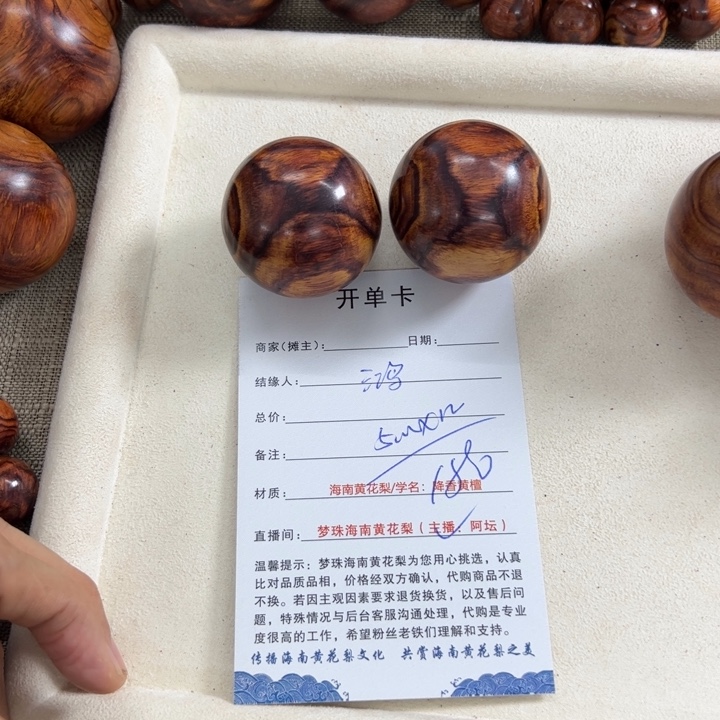 开单卡
商家(摊主): 日期:
结缘人: 鸿
总价:
备注:
材质: 海南黄花梨/学名: 降香黄檀
直播间: 梦珠海南黄花梨(主播: 阿坛)
温馨提示: 梦珠海南黄花梨为您用心挑选, 认真
比对品质品相, 价格经双方确认, 代购商品不退
不换。若因主观因素要求退货换货, 以及售后问
题, 特殊情况与后台客服沟通处理, 代购是专业
度很高的工作, 希望粉丝老铁们理解和支持。
传播海南黄花梨文化 共赏海南黄花梨之美